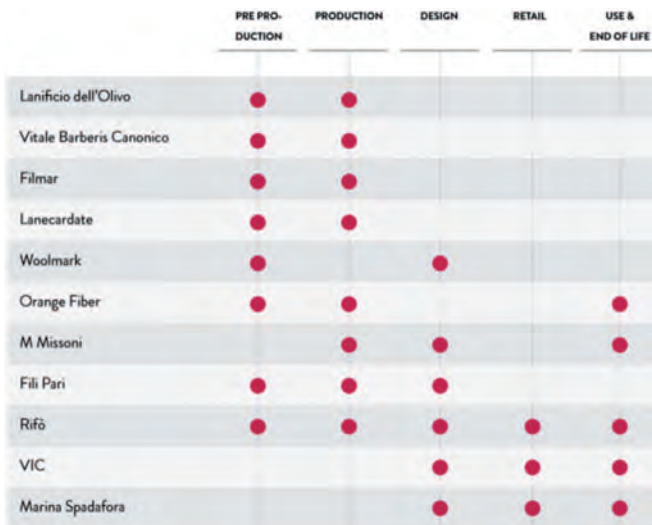 PRE PRO-
DUCTION
PRODUCTION
DESIGN
RETAIL
USE &
END OF LIFE
Lanificio dell'Olivo
Vitale Barberis Canonico
Filmar
Lanecardate
Woolmark
Orange Fiber
M Missoni
Fili Pari
Rifò
VIC
Marina Spadafora